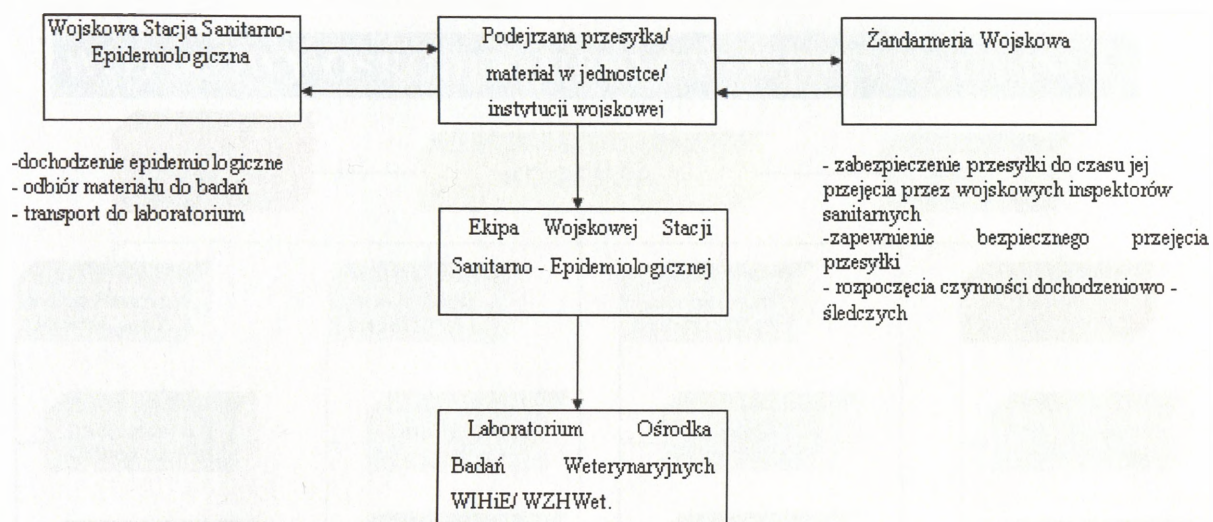 Wojskowa Stacja Sanitarno-
Epidemiologiczna
Podejrzana przesyłka/
materiał w jednostce/
instytucji wojskowej
Żandarmeria Wojskowa
-dochodzenie epidemiologiczne
- odbiór materiału do badań
- transport do laboratorium
- zabezpieczenie przesyłki do czasu jej
przejęcia przez wojskowych inspektorów
sanitarnych
-zapewnienie bezpiecznego przejęcia
przesyłki
- rozpoczęcia czynności dochodzeniowo -
śledczych
Ekipa Wojskowej Stacji
Sanitarno - Epidemiologicznej
Laboratorium Ośrodka
Badań Weterynaryjnych
WIHiE/ WZHWet.